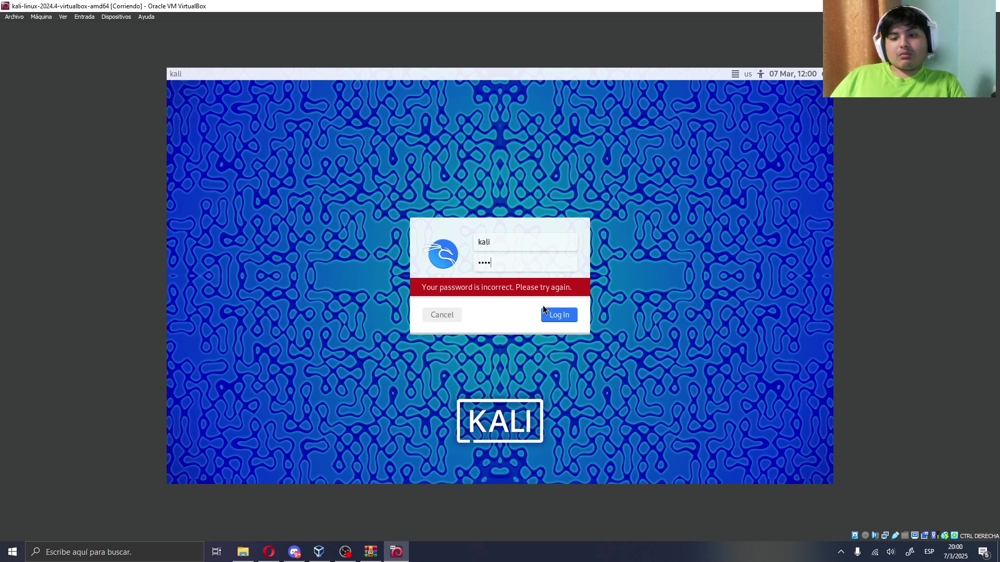 kali-linux-2024.4-virtualbox-amd64 [Corriendo] - Oracle VM VirtualBox
Archivo Máquina Ver Entrada Dispositivos Ayuda
kali
us 07 Mar, 12:00
kali
••••
Your password is incorrect. Please try again.
Cancel
Log In
KALI
CTRL DERECHA
Escribe aquí para buscar.
9+
64
ESP
20:00
7/3/2025
6